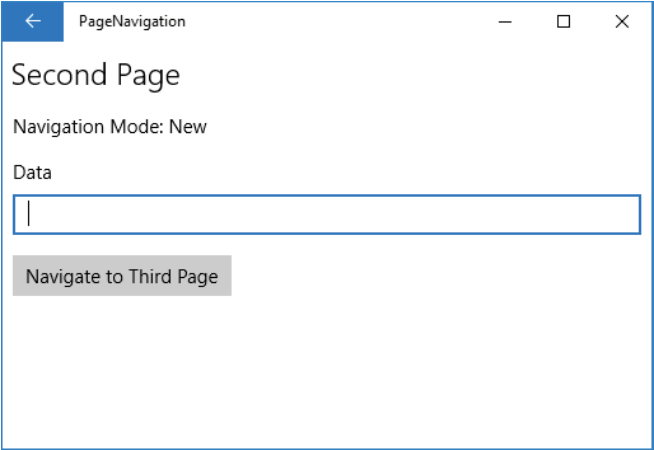 PageNavigation
Second Page
Navigation Mode: New
Data
Navigate to Third Page